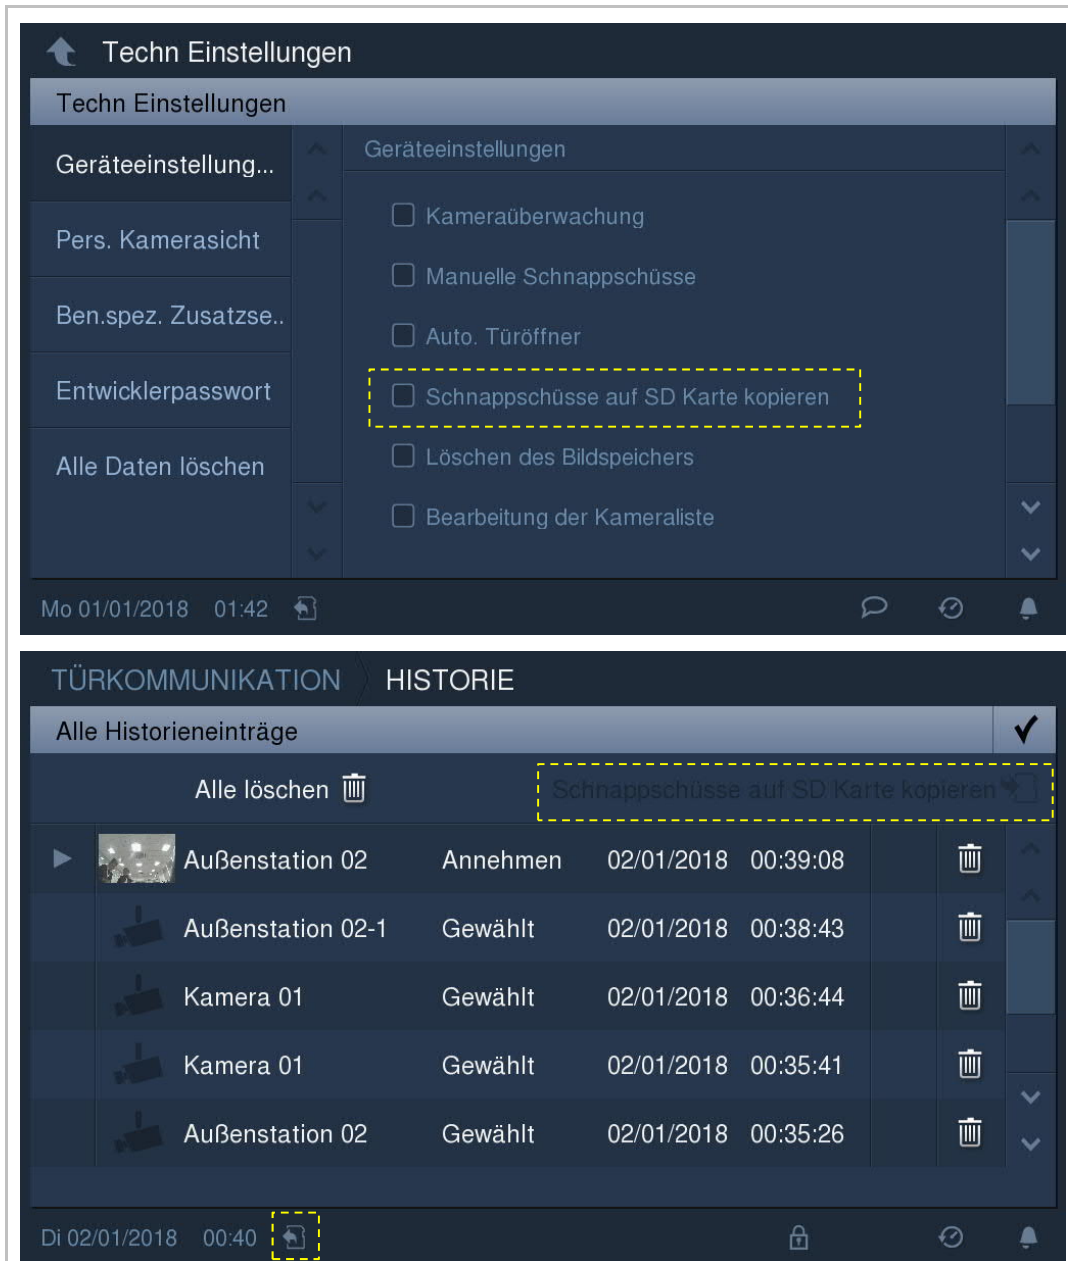 Techn Einstellungen
Techn Einstellungen
Geräteeinstellung...
Pers. Kamerasicht
Ben.spez. Zusatzse..
Entwicklerpasswort
Alle Daten löschen
Geräteeinstellungen
Kameraüberwachung
Manuelle Schnappschüsse
Auto. Türöffner
Schnappschüsse auf SD Karte kopieren
Löschen des Bildspeichers
Bearbeitung der Kameraliste
Mo 01/01/2018 01:42
TÜRKOMMUNIKATION HISTORIE
Alle Historieneinträge
Alle löschen Schnappschüsse auf SD Karte kopieren
Außenstation 02 Annehmen 02/01/2018 00:39:08
Außenstation 02-1 Gewählt 02/01/2018 00:38:43
Kamera 01 Gewählt 02/01/2018 00:36:44
Kamera 01 Gewählt 02/01/2018 00:35:41
Außenstation 02 Gewählt 02/01/2018 00:35:26
Di 02/01/2018 00:40